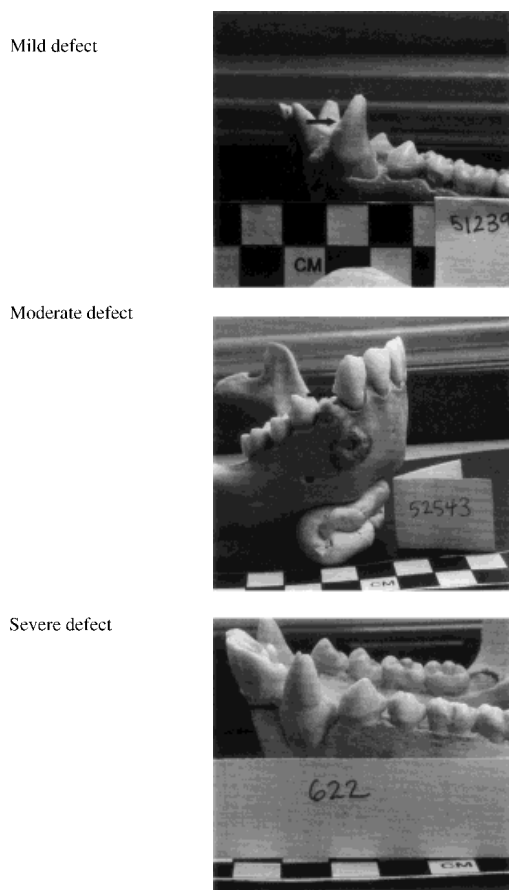 Mild defect
51239
CM
Moderate defect
52543
CM
Severe defect
622
CM